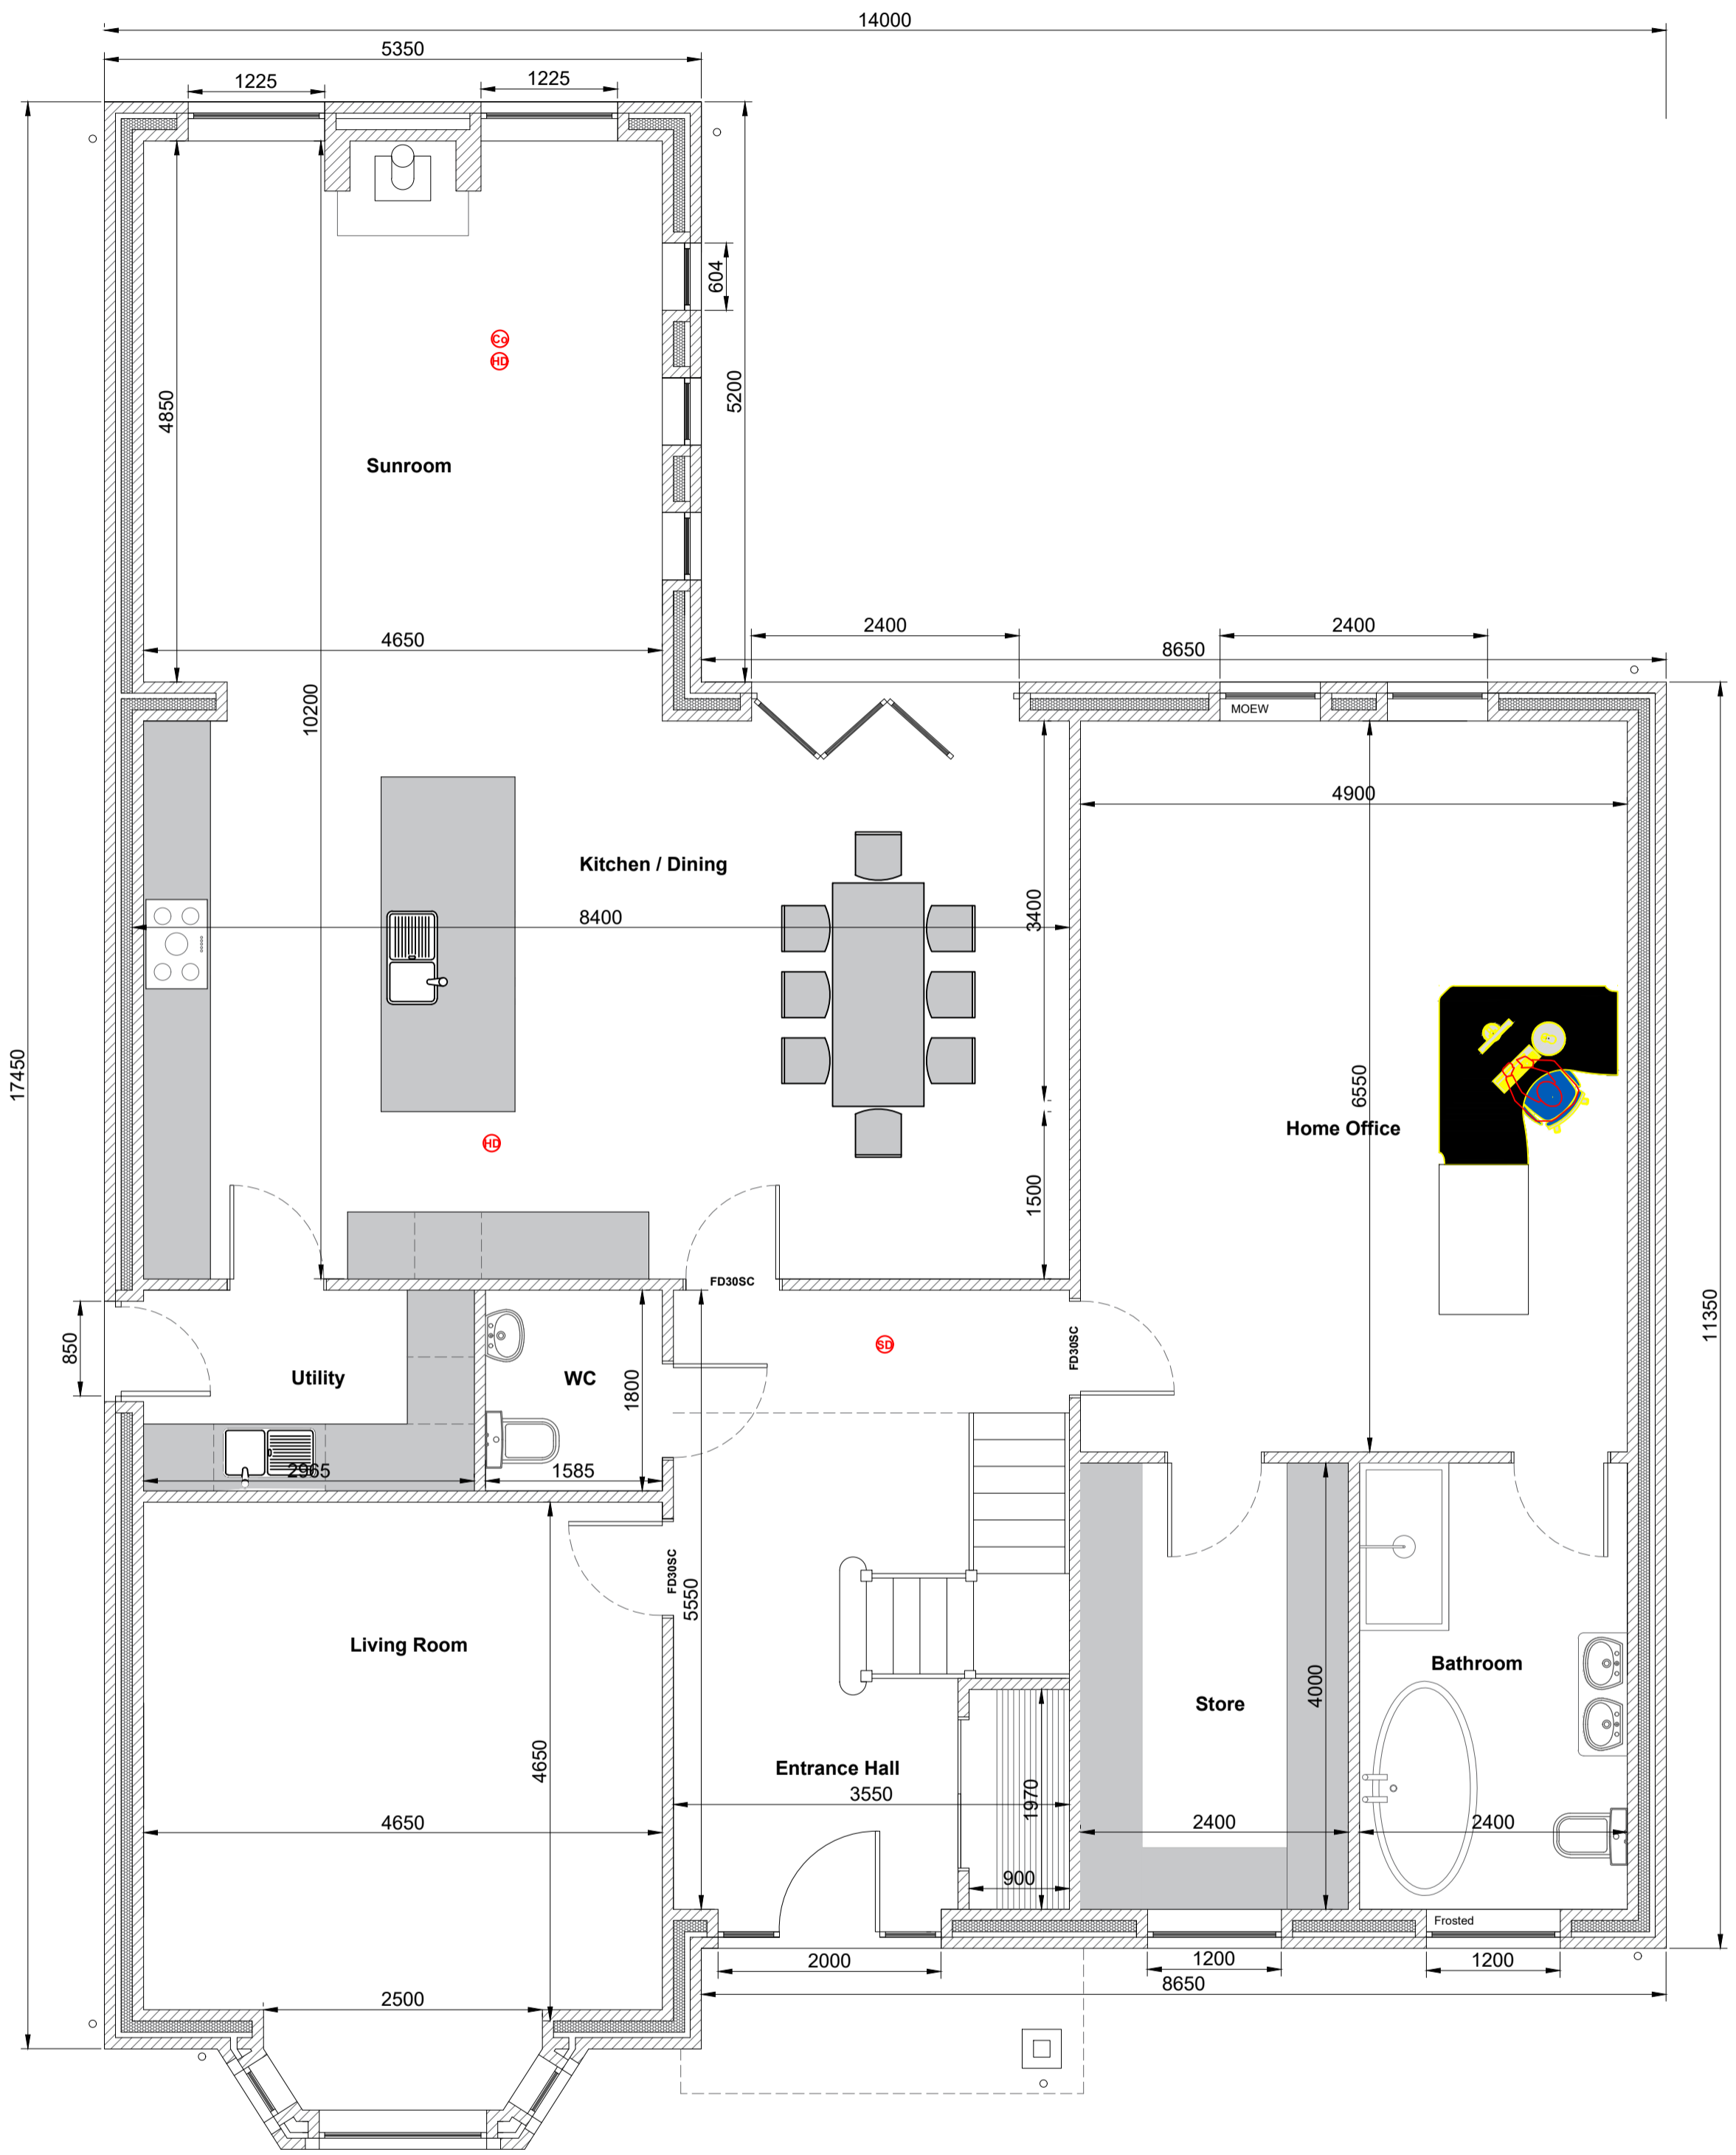 14000
5350
1225
1225
604
Co
HD
4850
5200
Sunroom
4650
2400
2400
8650
10200
MOEW
4900
Kitchen / Dining
8400
3400
17450
6550
Home Office
HD
1500
FD30SC
850
SD
FD30SC
11350
Utility
WC
1800
2965
1585
FD30SC
5550
Living Room
Bathroom
4000
Store
4650
Entrance Hall
3550
1970
4650
2400
2400
900
Frosted
2000
1200
1200
8650
2500